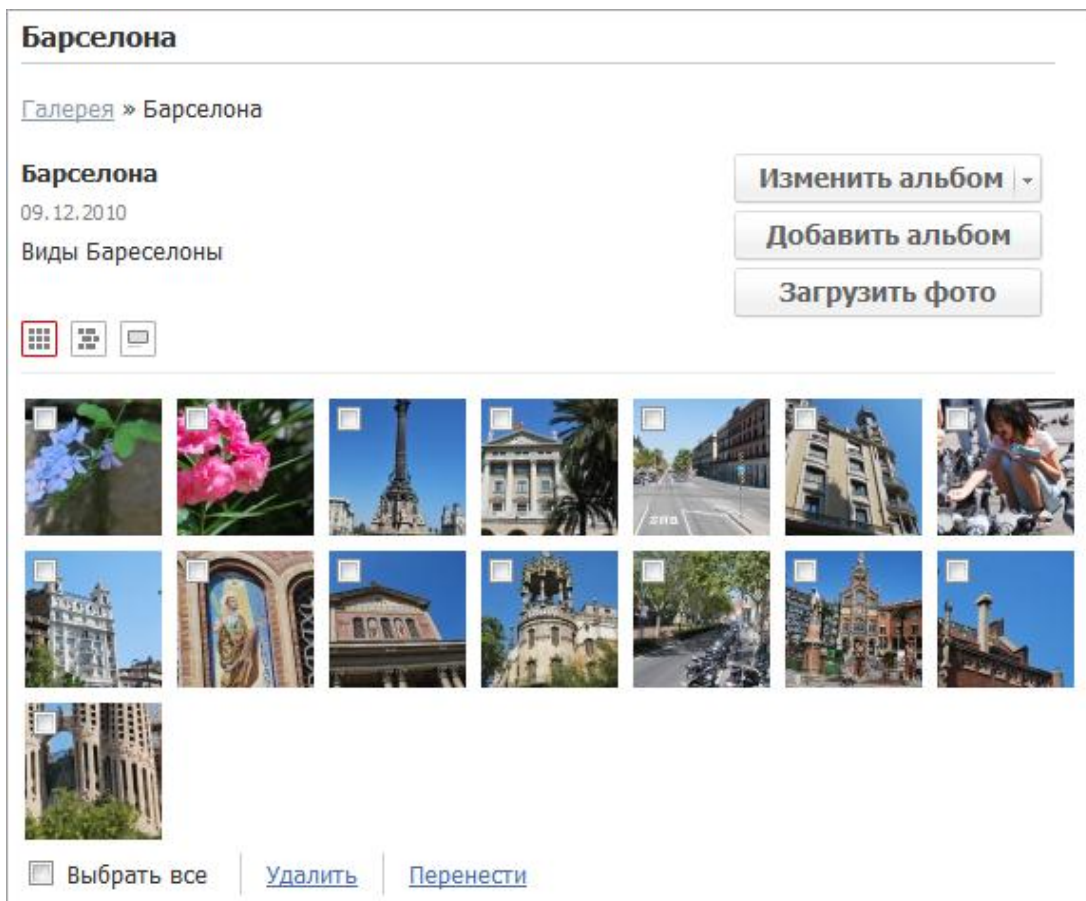 Барселона
Галерея » Барселона
Барселона
09.12.2010
Виды Бареселоны
Изменить альбом
Добавить альбом
Загрузить фото
Выбрать все
Удалить
Перенести